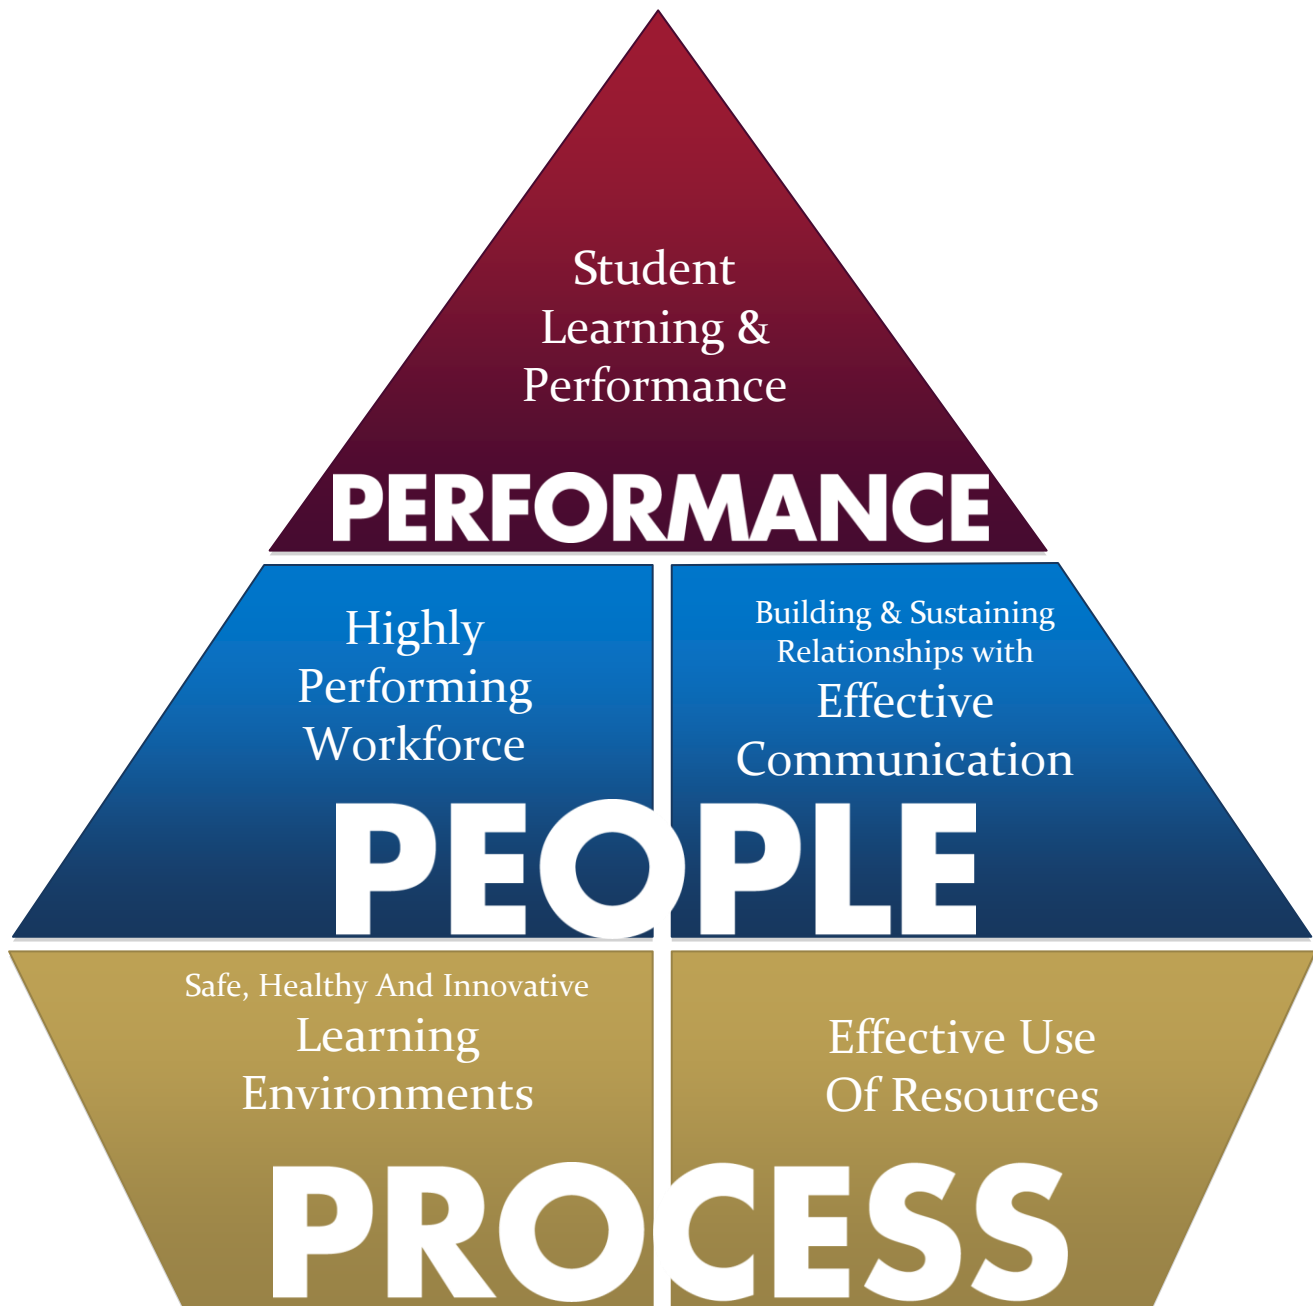 Student
Learning &
Performance
PERFORMANCE
Highly
Performing
Workforce
Building & Sustaining
Relationships with
Effective
Communication
PEOPLE
Safe, Healthy And Innovative
Learning
Environments
Effective Use
Of Resources
PROCESS